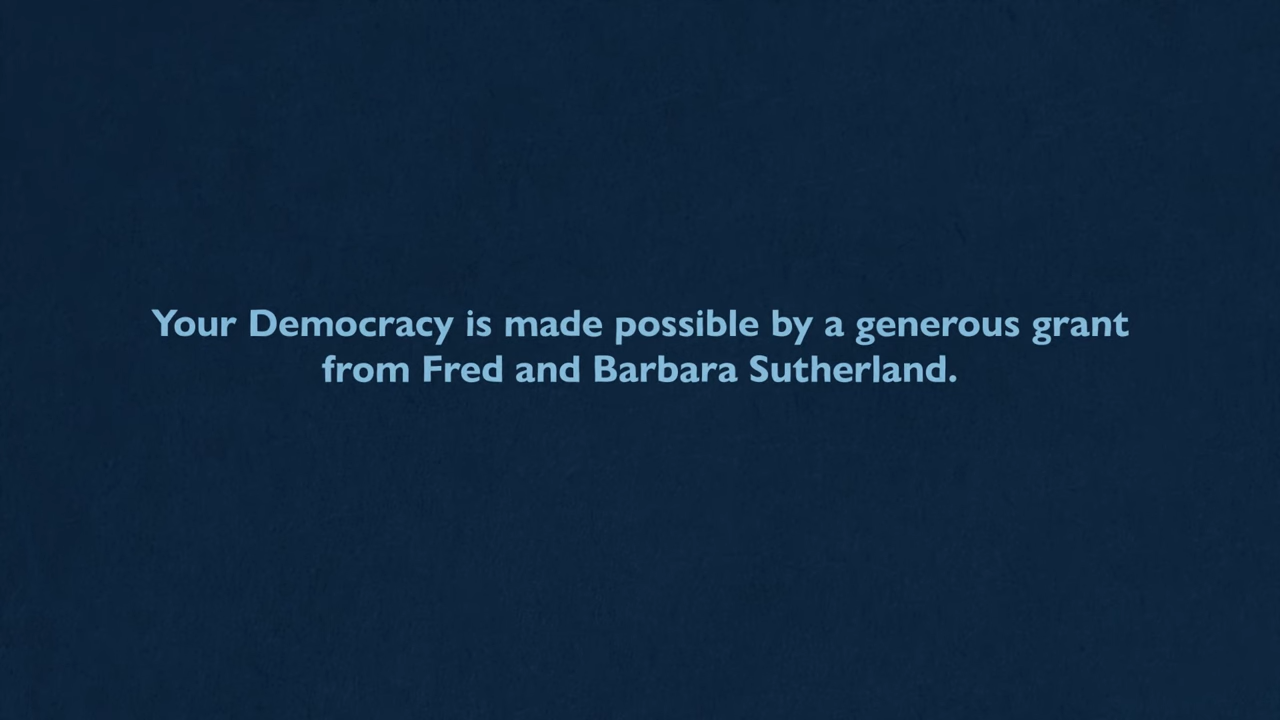 Your Democracy is made possible by a generous grant
from Fred and Barbara Sutherland.